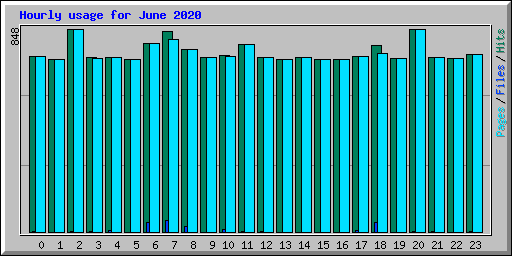 Hourly usage for June 2020
848
Pages/Files/Hits
0 1 2 3 4 5 6 7 8 9 10 11 12 13 14 15 16 17 18 19 20 21 22 23